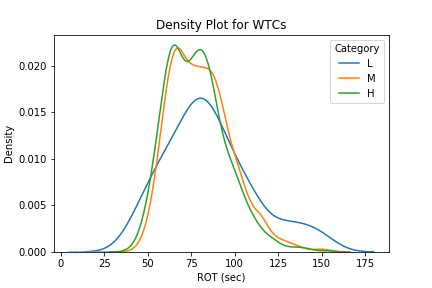 Density Plot for WTCs
Category
L
M
H
Density
0.020
0.015
0.010
0.005
0.000
0 25 50 75 100 125 150 175
ROT (sec)